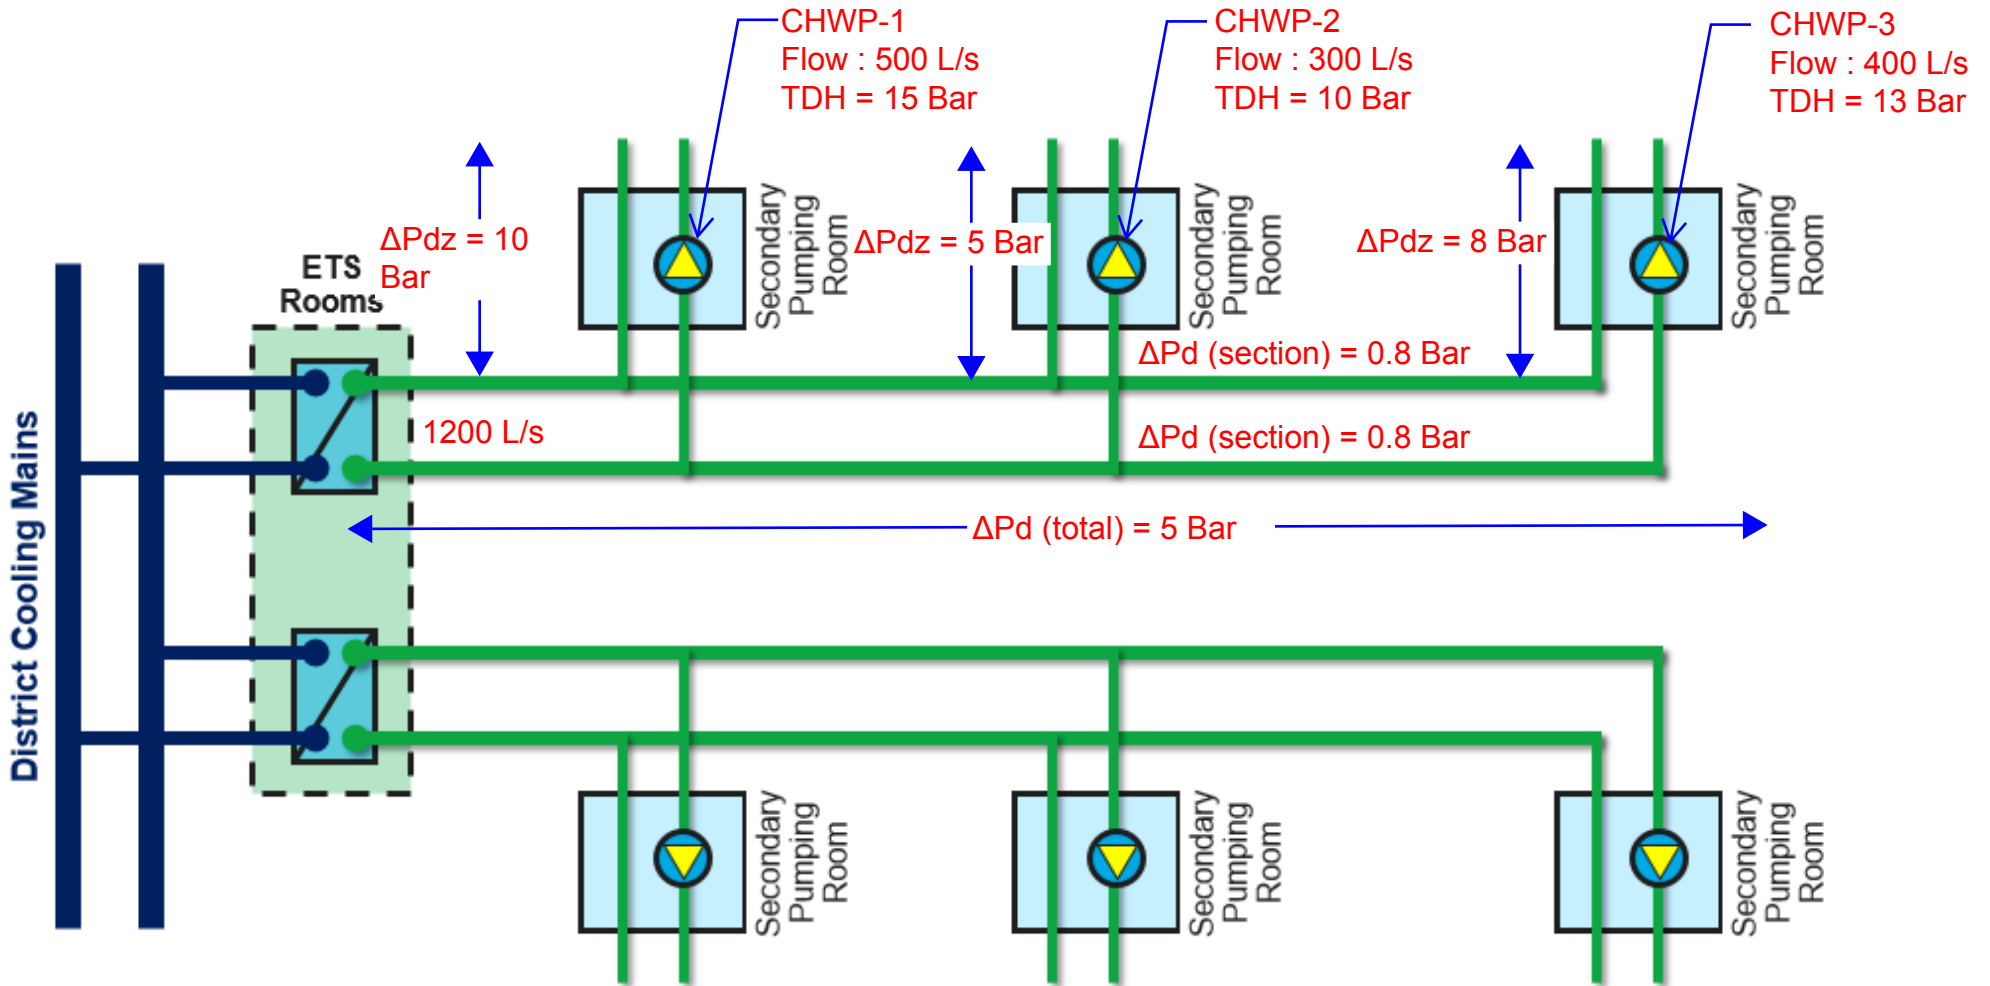 CHWP-1
Flow : 500 L/s
TDH = 15 Bar
CHWP-2
Flow : 300 L/s
TDH = 10 Bar
CHWP-3
Flow : 400 L/s
TDH = 13 Bar
ΔPdz = 10
Bar
Secondary
Pumping
Room
ΔPdz = 5 Bar
Secondary
Pumping
Room
ΔPdz = 8 Bar
Secondary
Pumping
Room
ETS
Rooms
ΔPd (section) = 0.8 Bar
1200 L/s
ΔPd (section) = 0.8 Bar
District Cooling Mains
ΔPd (total) = 5 Bar
Secondary
Pumping
Room
Secondary
Pumping
Room
Secondary
Pumping
Room